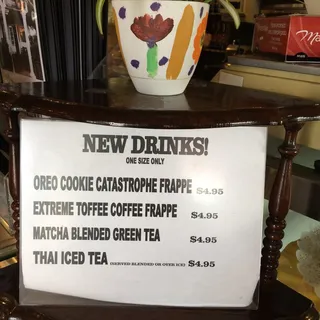 NEW DRINKS!
ONE SIZE ONLY
OREO COOKIE CATASTROPHE FRAPPE $4.95
EXTREME TOFFEE COFFEE FRAPPE $4.95
MATCHA BLENDED GREEN TEA $4.95
THAI ICED TEA (SERVED BLENDED OR OVER ICE) $4.95